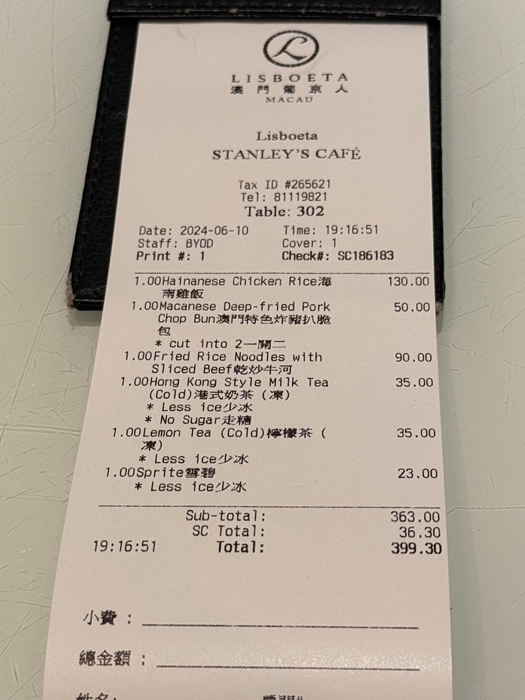 L
LISBOETA
澳門葡京人
MACAU
Lisboeta
STANLEY'S CAFÉ
Tax ID #265621
Tel: 81119821
Table: 302
Date: 2024-06-10 Time: 19:16:51
Staff: BYOD Cover: 1
Print #: 1 Check#: SC186183
1.00Hainanese Chicken Rice海 130.00
南雞飯
1.00Macanese Deep-fried Pork 50.00
Chop Bun澳門特色炸豬扒脆
包
* cut into 2一開二
1.00Fried Rice Noodles with 90.00
Sliced Beef乾炒牛河
1.00Hong Kong Style Milk Tea 35.00
(Cold)港式奶茶 (凍)
* Less ice少冰
* No Sugar走糖
1.00Lemon Tea (Cold)檸檬茶 ( 35.00
凍)
* Less ice少冰
1.00Sprite雪碧 23.00
* Less ice少冰
Sub-total: 363.00
SC Total: 36.30
19:16:51 Total: 399.30
小費 :
總金額 :
姓名: